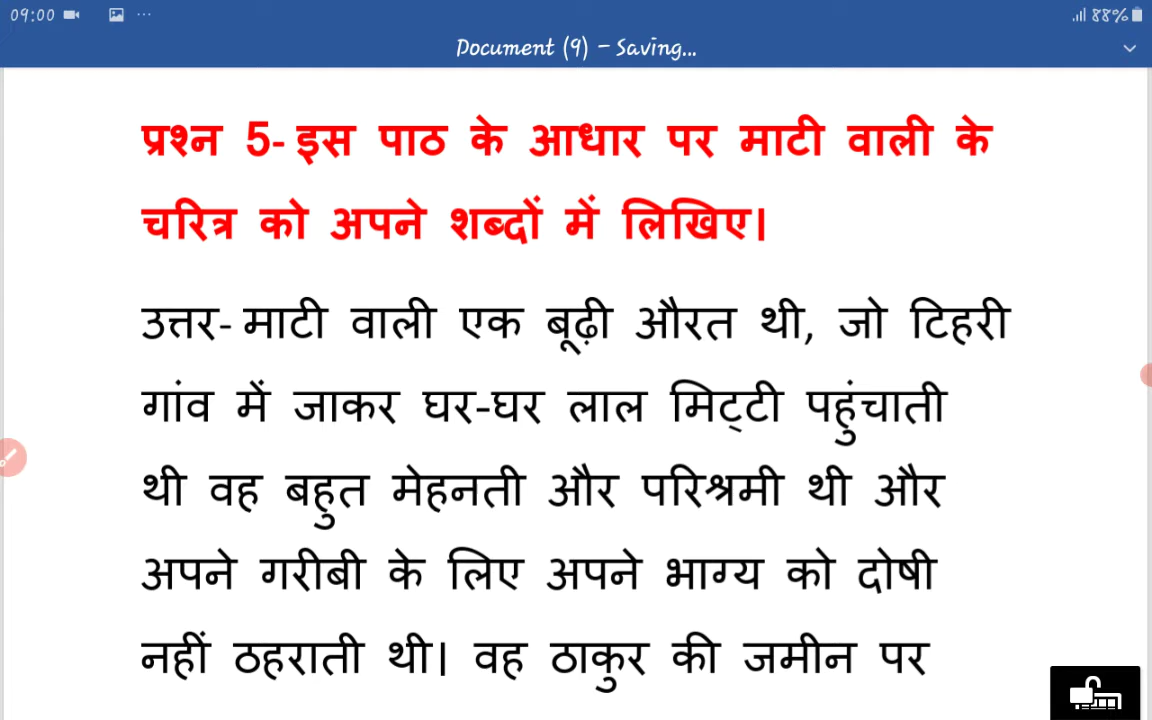 09:00 ... 88%
Document (9) – Saving...
प्रश्न 5- इस पाठ के आधार पर माटी वाली के
चरित्र को अपने शब्दों में लिखिए।
उत्तर- माटी वाली एक बूढ़ी औरत थी, जो टिहरी
गांव में जाकर घर-घर लाल मिट्टी पहुंचाती
थी वह बहुत मेहनती और परिश्रमी थी और
अपने गरीबी के लिए अपने भाग्य को दोषी
नहीं ठहराती थी। वह ठाकुर की जमीन पर